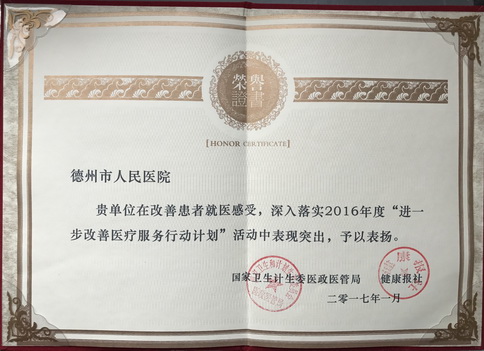 榮譽
證書
[HONOR CERTIFICATE]
德州市人民医院
贵单位在改善患者就医感受，深入落实2016年度“进一
步改善医疗服务行动计划”活动中表现突出，予以表扬。
国家卫生计生委医政医管局 健康报社
二零一七年一月